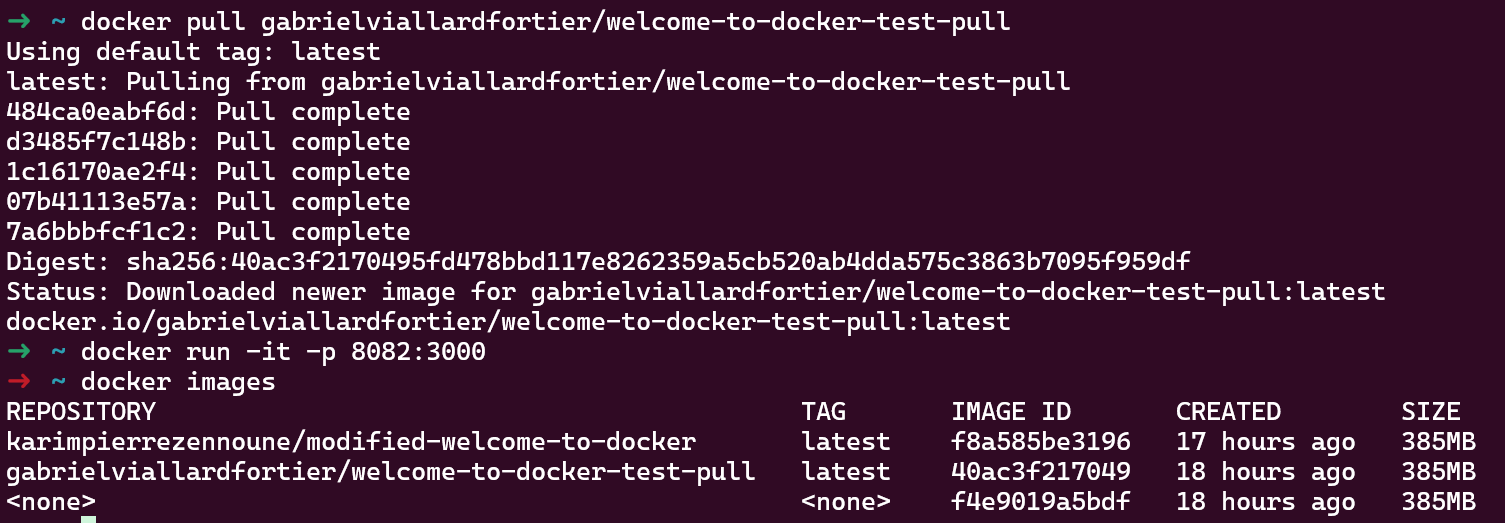 → ~ docker pull gabrielviallardfortier/welcome-to-docker-test-pull
Using default tag: latest
latest: Pulling from gabrielviallardfortier/welcome-to-docker-test-pull
484ca0eabf6d: Pull complete
d3485f7c148b: Pull complete
1c16170ae2f4: Pull complete
07b41113e57a: Pull complete
7a6bbbfcf1c2: Pull complete
Digest: sha256:40ac3f2170495fd478bbd117e8262359a5cb520ab4dda575c3863b7095f959df
Status: Downloaded newer image for gabrielviallardfortier/welcome-to-docker-test-pull:latest
docker.io/gabrielviallardfortier/welcome-to-docker-test-pull:latest
→ ~ docker run -it -p 8082:3000
→ ~ docker images
REPOSITORY TAG IMAGE ID CREATED SIZE
karimpierrezennoune/modified-welcome-to-docker latest f8a585be3196 17 hours ago 385MB
gabrielviallardfortier/welcome-to-docker-test-pull latest 40ac3f217049 18 hours ago 385MB
<none> <none> f4e9019a5bdf 18 hours ago 385MB